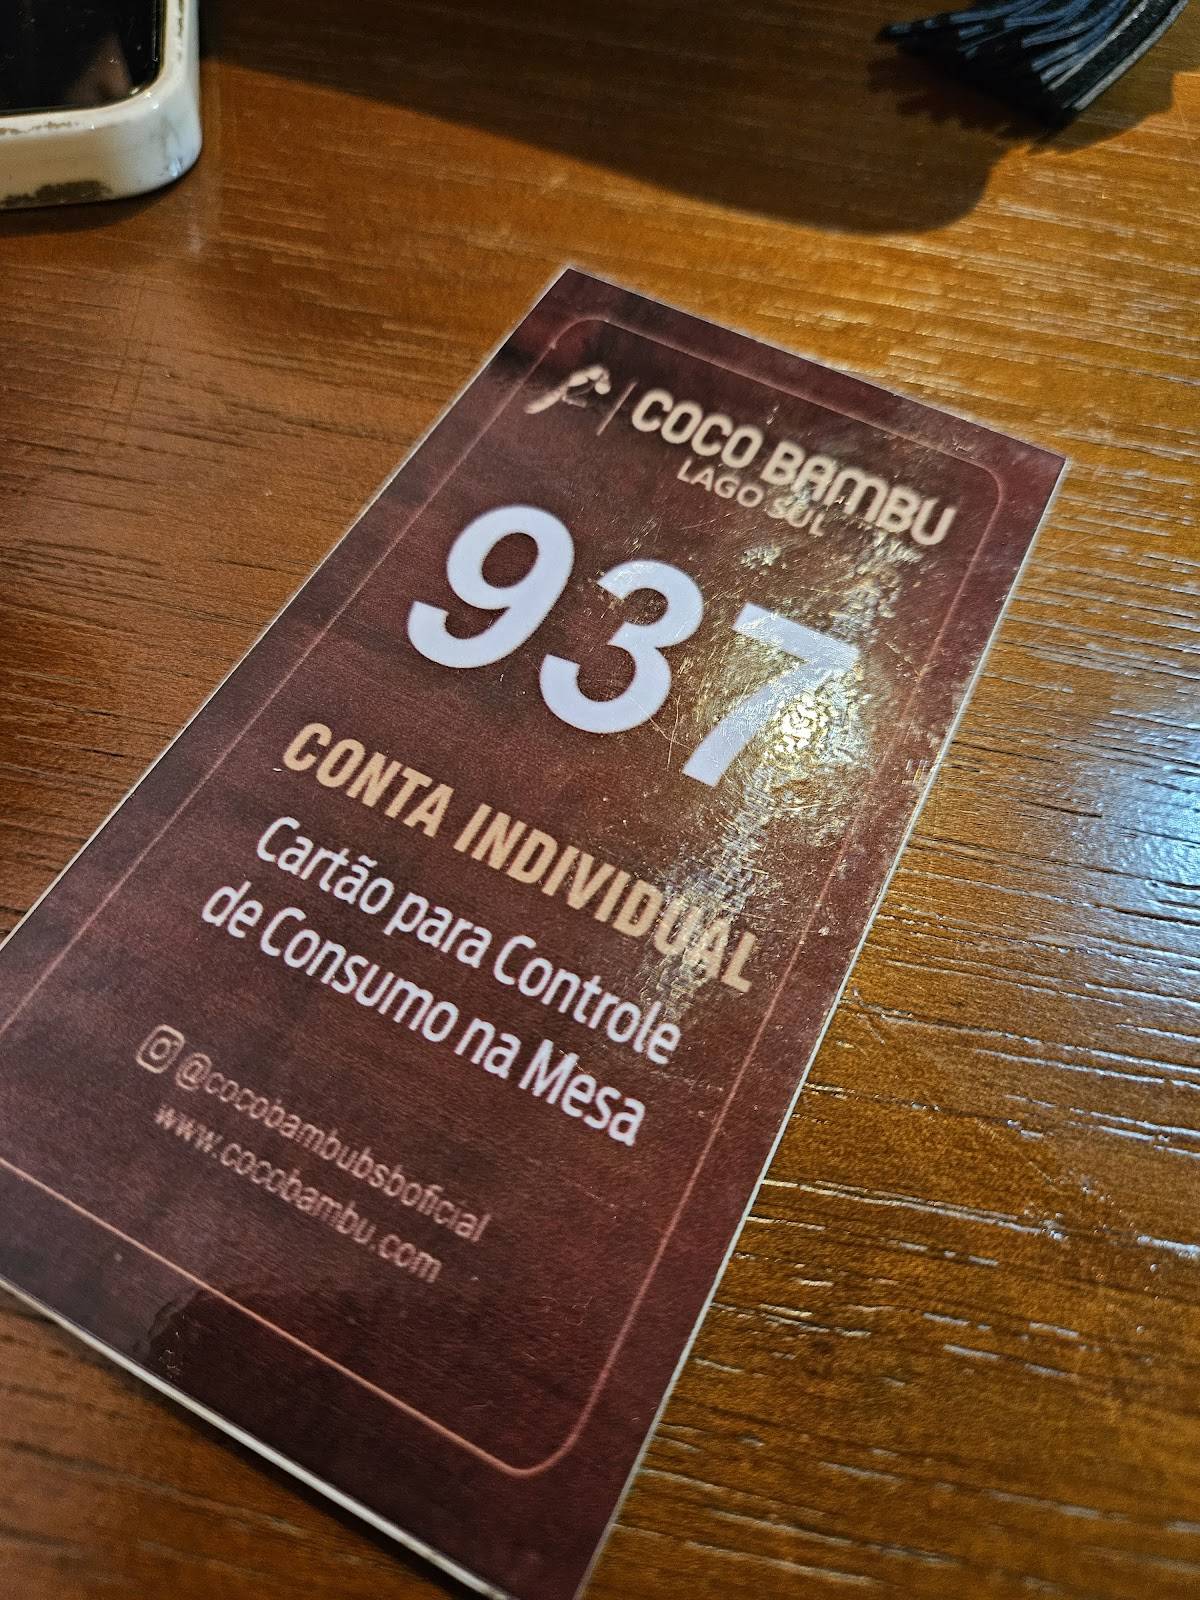 COCO BAMBU
LAGO SUL
937
CONTA INDIVIDUAL
Cartão para Controle
de Consumo na Mesa
@cocobambubsboficial
www.cocobambu.com